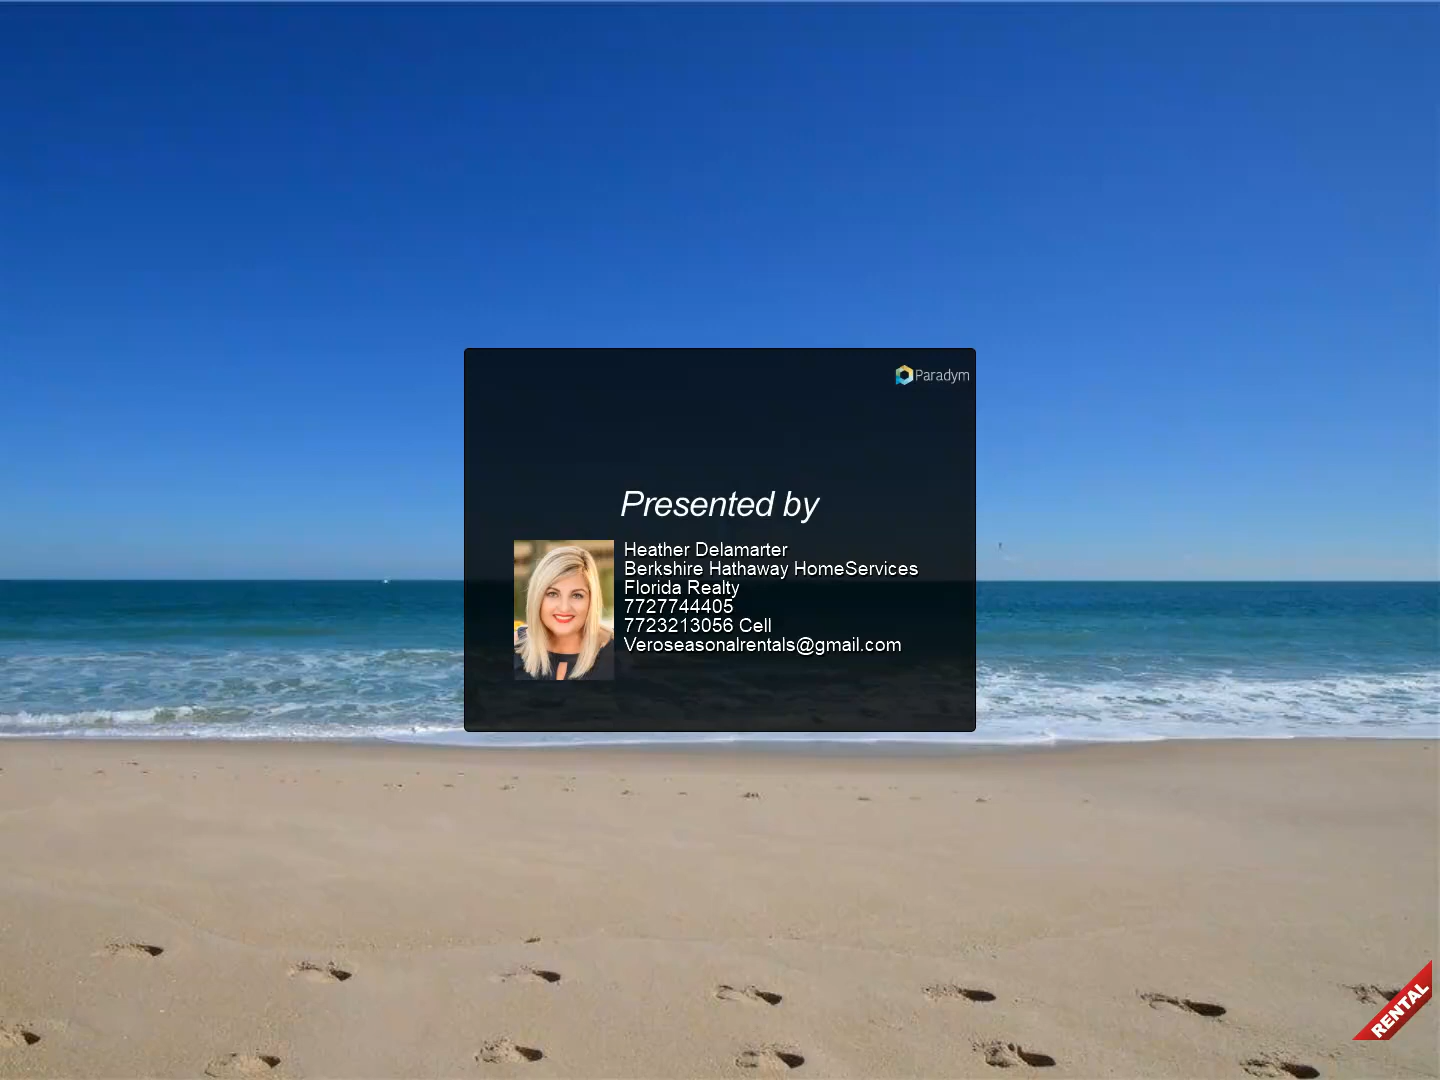 Paradym
Presented by
Heather Delamarter
Berkshire Hathaway HomeServices
Florida Realty
7727744405
7723213056 Cell
Veroseasonalrentals@gmail.com
RENTAL